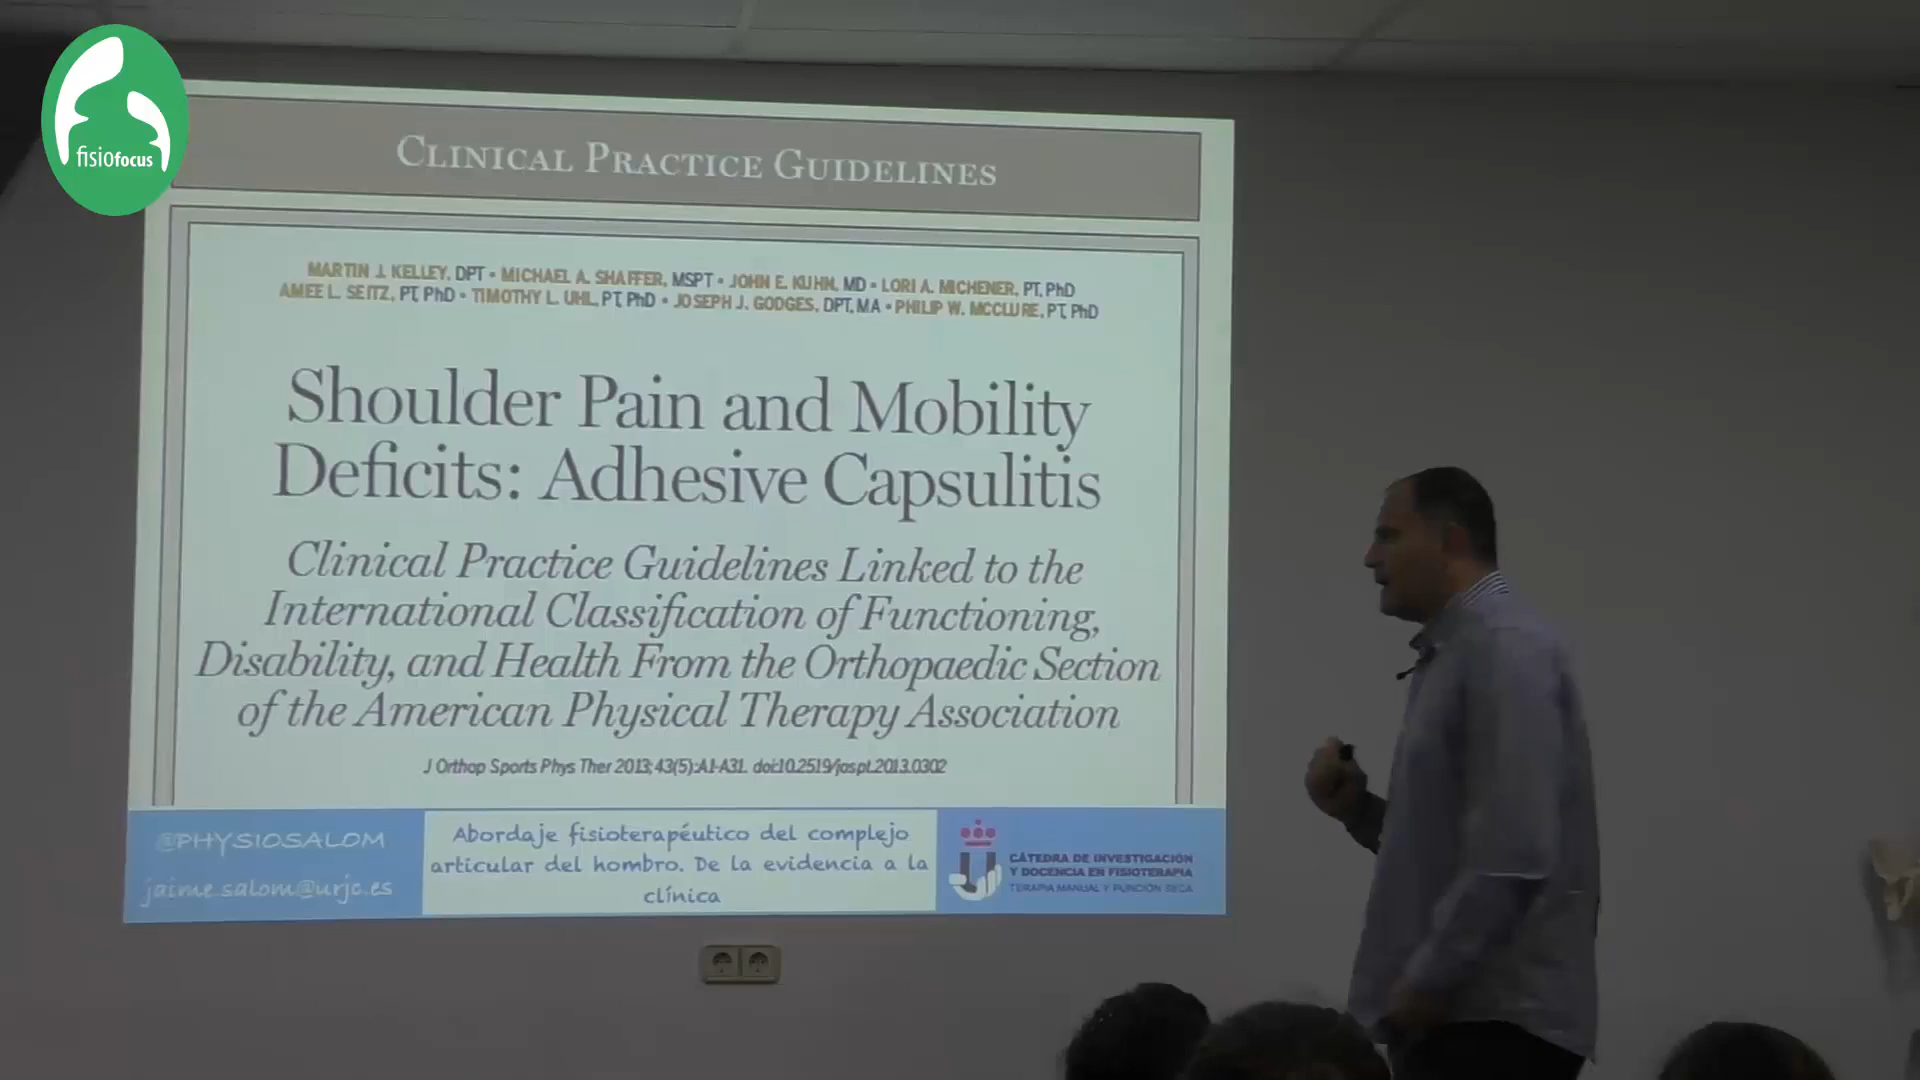 fisiofocus
CLINICAL PRACTICE GUIDELINES
MARTIN J. KELLEY, DPT • MICHAEL A. SHAFFER, MSPT • JOHN E. KUHN, MD • LORI A. MICHENER, PT, PhD
AMEE L. SEITZ, PT, PhD • TIMOTHY L. UHL, PT, PhD • JOSEPH J. GODGES, DPT, MA • PHILIP W. MCCLURE, PT, PhD
Shoulder Pain and Mobility
Deficits: Adhesive Capsulitis
Clinical Practice Guidelines Linked to the
International Classification of Functioning,
Disability, and Health From the Orthopaedic Section
of the American Physical Therapy Association
J Orthop Sports Phys Ther 2013;43(5):A1-A31. doi:10.2519/jospt.2013.0302
@PHYSIOSALOM
jaime.salom@urjc.es
Abordaje fisioterapéutico del complejo
articular del hombro. De la evidencia a la
clínica
CÁTEDRA DE INVESTIGACIÓN
Y DOCENCIA EN FISIOTERAPIA
TERAPIA MANUAL Y PUNCIÓN SECA